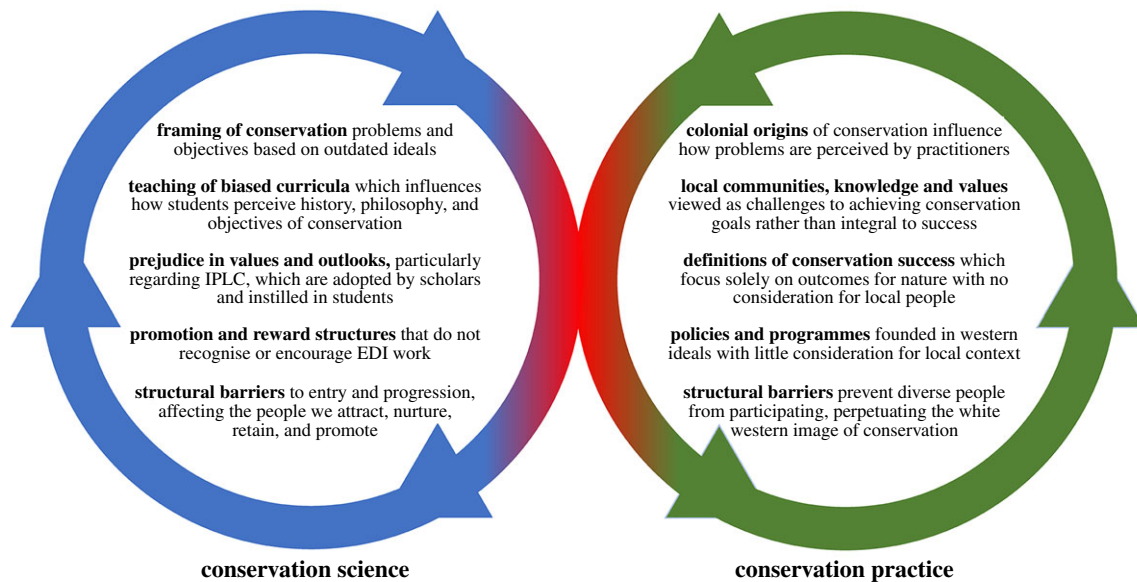 framing of conservation problems and
objectives based on outdated ideals
teaching of biased curricula which influences
how students perceive history, philosophy, and
objectives of conservation
prejudice in values and outlooks, particularly
regarding IPLC, which are adopted by scholars
and instilled in students
promotion and reward structures that do not
recognise or encourage EDI work
structural barriers to entry and progression,
affecting the people we attract, nurture,
retain, and promote
conservation science
colonial origins of conservation influence
how problems are perceived by practitioners
local communities, knowledge and values
viewed as challenges to achieving conservation
goals rather than integral to success
definitions of conservation success which
focus solely on outcomes for nature with no
consideration for local people
policies and programmes founded in western
ideals with little consideration for local context
structural barriers prevent diverse people
from participating, perpetuating the white
western image of conservation
conservation practice